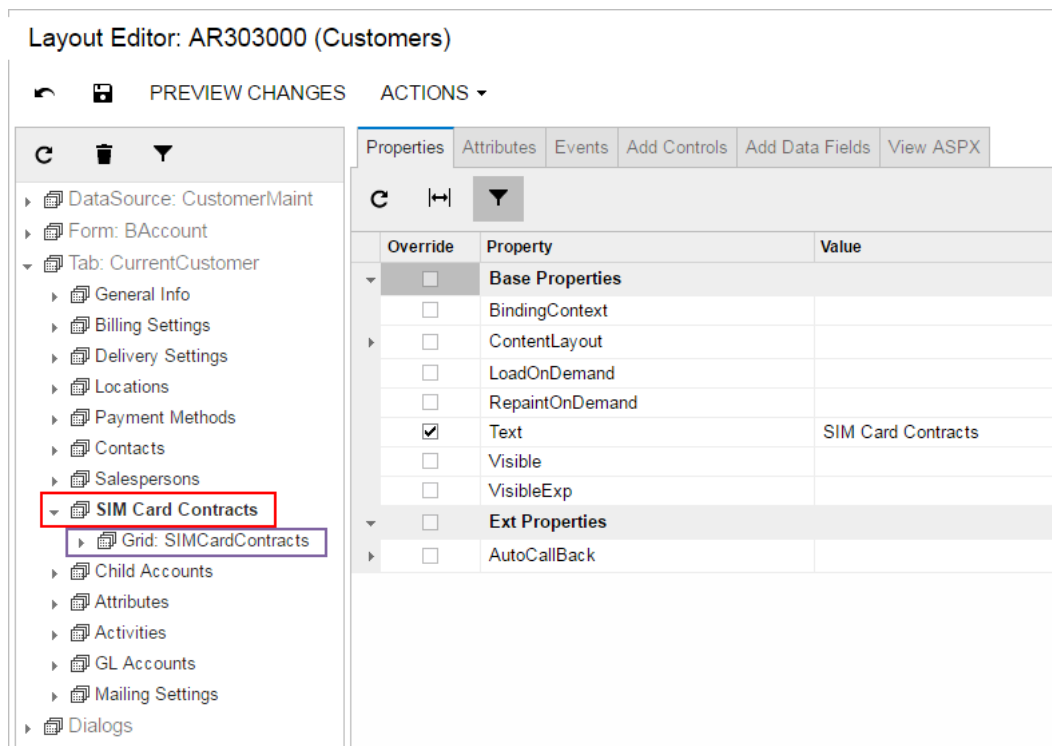 Layout Editor: AR303000 (Customers)
PREVIEW CHANGES ACTIONS
DataSource: CustomerMaint
Form: BAccount
Tab: CurrentCustomer
General Info
Billing Settings
Delivery Settings
Locations
Payment Methods
Contacts
Salespersons
SIM Card Contracts
Grid: SIMCardContracts
Child Accounts
Attributes
Activities
GL Accounts
Mailing Settings
Dialogs
Properties Attributes Events Add Controls Add Data Fields View ASPX
Override Property Value
Base Properties
BindingContext
ContentLayout
LoadOnDemand
RepaintOnDemand
Text SIM Card Contracts
Visible
VisibleExp
Ext Properties
AutoCallBack